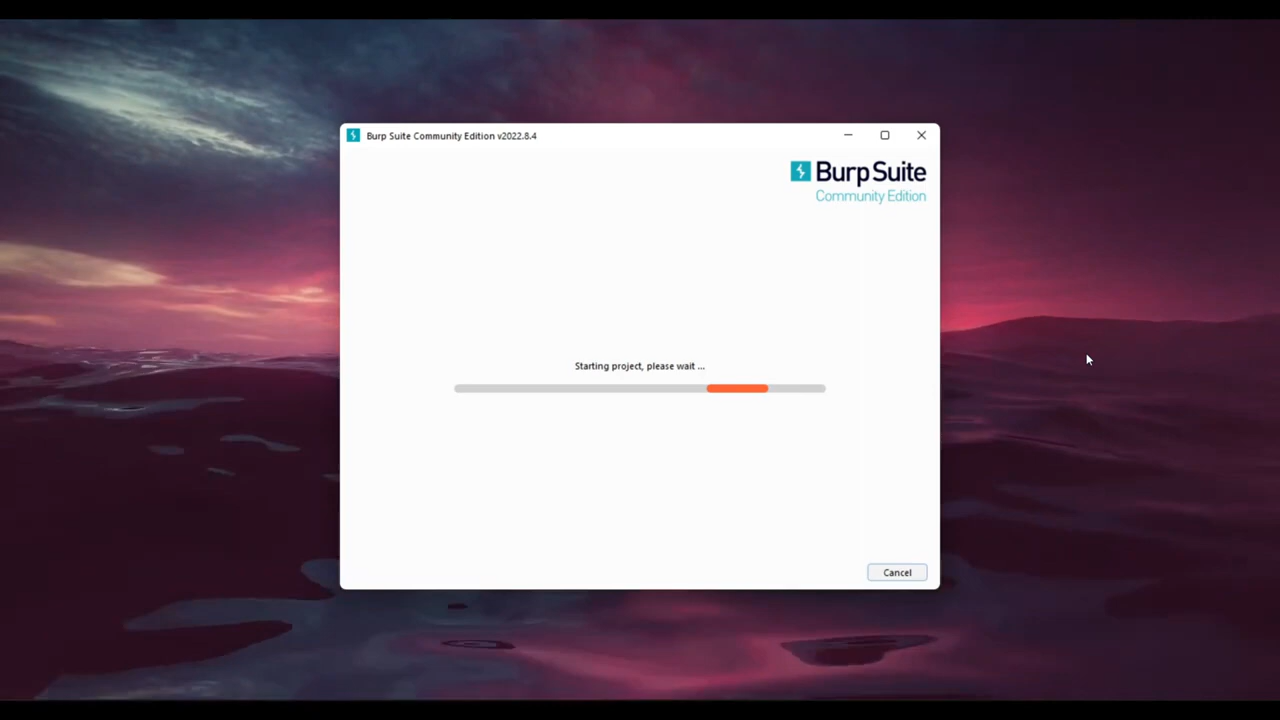 Burp Suite Community Edition v2022.8.4
Burp Suite
Community Edition
Starting project, please wait ...
Cancel